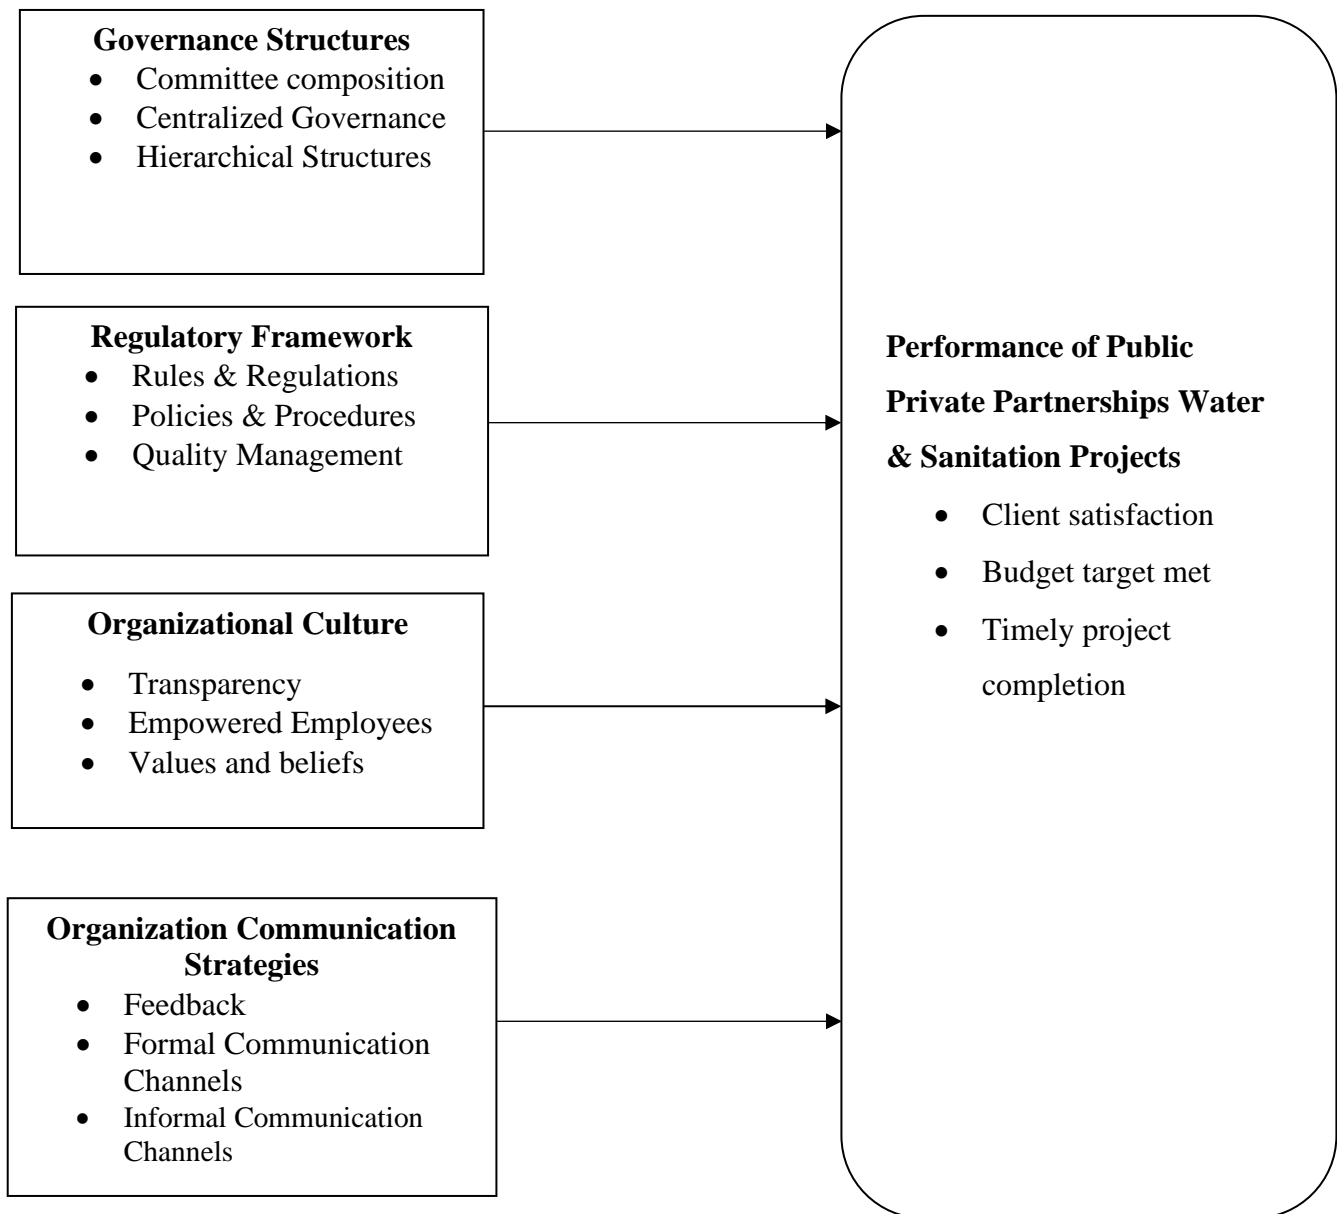 Governance Structures
• Committee composition
• Centralized Governance
• Hierarchical Structures
Regulatory Framework
• Rules & Regulations
• Policies & Procedures
• Quality Management
Organizational Culture
• Transparency
• Empowered Employees
• Values and beliefs
Organization Communication
Strategies
• Feedback
• Formal Communication
Channels
• Informal Communication
Channels
Performance of Public
Private Partnerships Water
& Sanitation Projects
• Client satisfaction
• Budget target met
• Timely project
completion